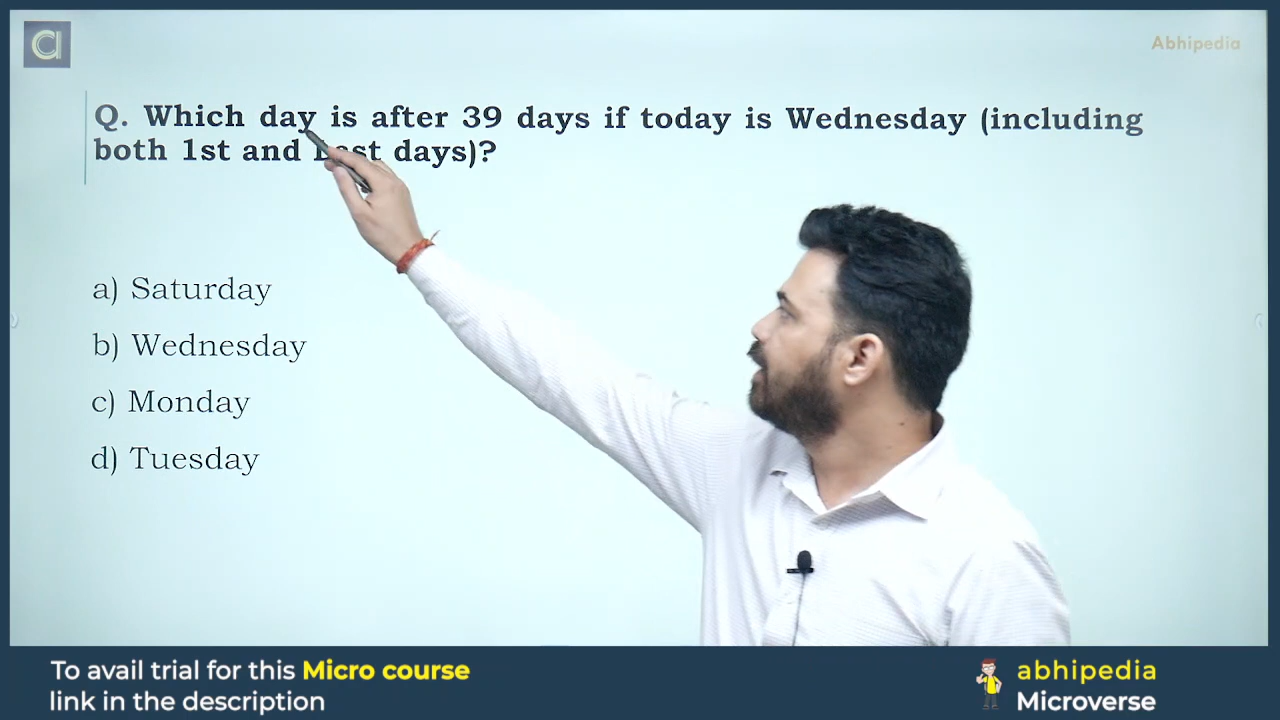 Abhipedia
Q. Which day is after 39 days if today is Wednesday (including
both 1st and Last days)?
a) Saturday
b) Wednesday
c) Monday
d) Tuesday
To avail trial for this Micro course
link in the description
abhipedia
Microverse